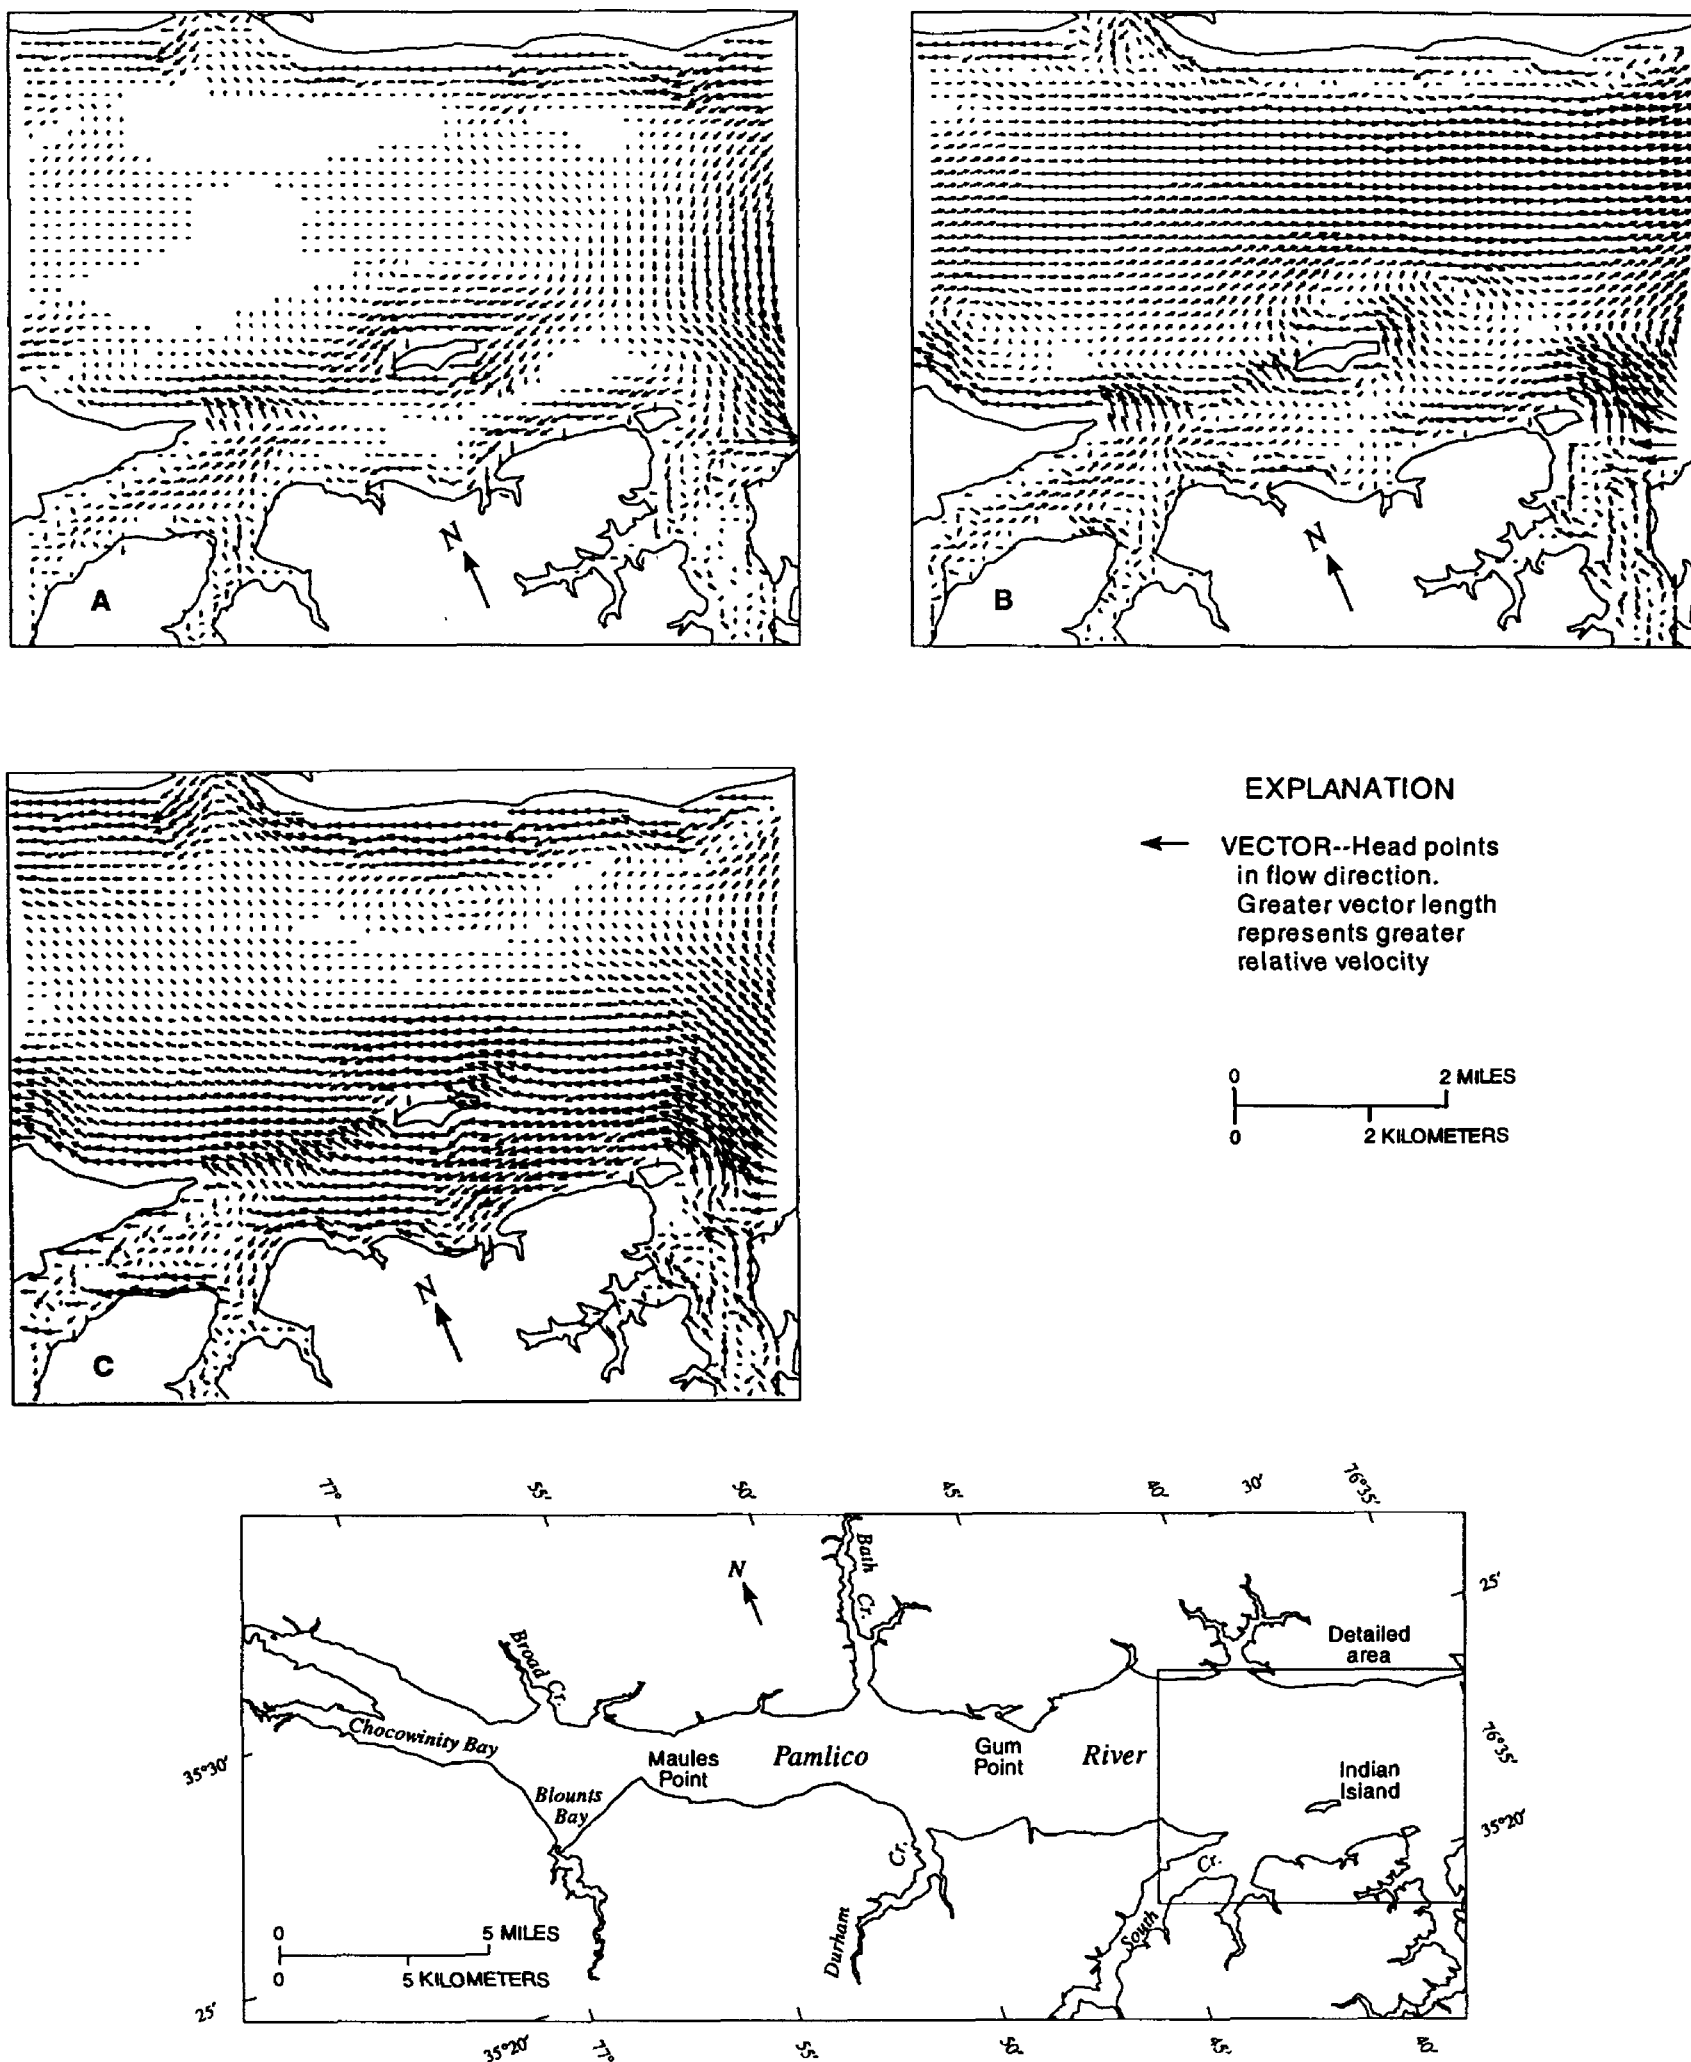 N
A
N
B
N
C
EXPLANATION
VECTOR--Head points
in flow direction.
Greater vector length
represents greater
relative velocity
0 2 MILES
0 2 KILOMETERS
77° 55' 50' 45' 40' 30' 76°35'
25'
N
Bath
Cr.
Broad
Cr.
Detailed
area
Chocowinity Bay
Maules
Point
Pamlico
Gum
Point
River
Indian
Island
76°35'
35°30'
Blounts
Bay
35°20'
Cr.
Cr.
Durham
South
0 5 MILES
0 5 KILOMETERS
25'
35°20' 77° 55' 50' 45' 40'